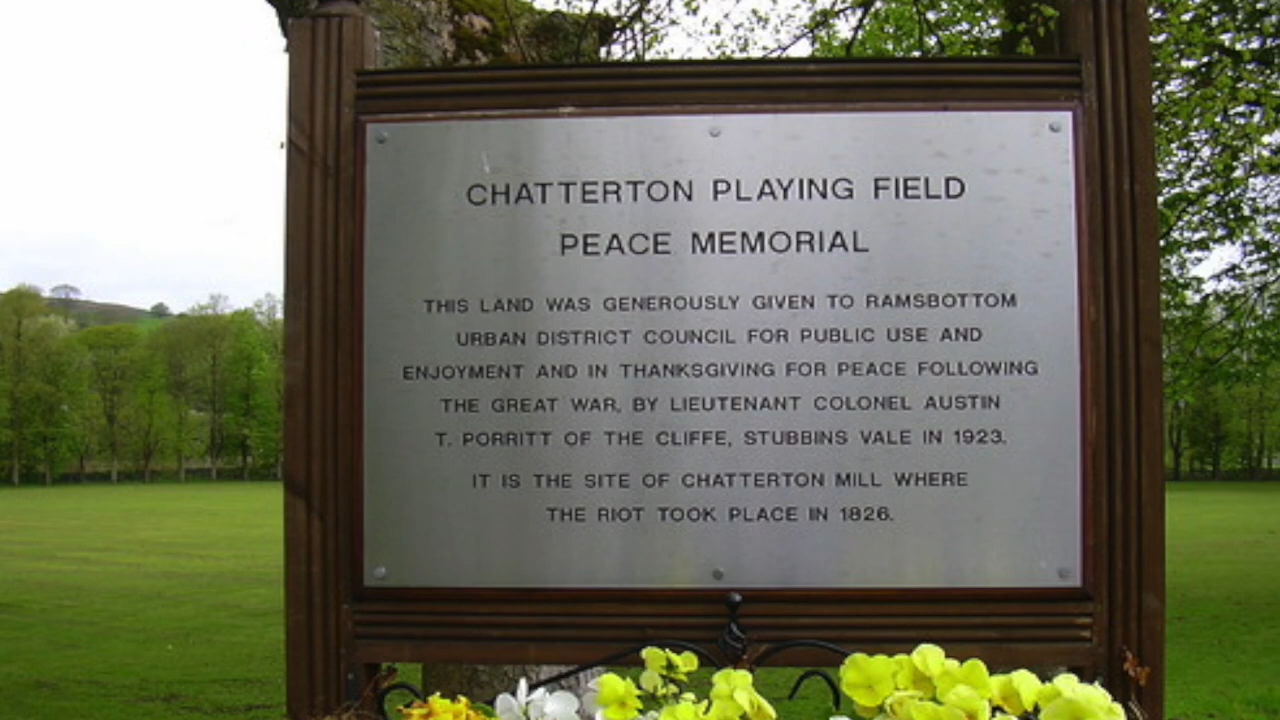 CHATTERTON PLAYING FIELD
PEACE MEMORIAL
THIS LAND WAS GENEROUSLY GIVEN TO RAMSBOTTOM
URBAN DISTRICT COUNCIL FOR PUBLIC USE AND
ENJOYMENT AND IN THANKSGIVING FOR PEACE FOLLOWING
THE GREAT WAR, BY LIEUTENANT COLONEL AUSTIN
T. PORRITT OF THE CLIFFE, STUBBINS VALE IN 1923.
IT IS THE SITE OF CHATTERTON MILL WHERE
THE RIOT TOOK PLACE IN 1826.